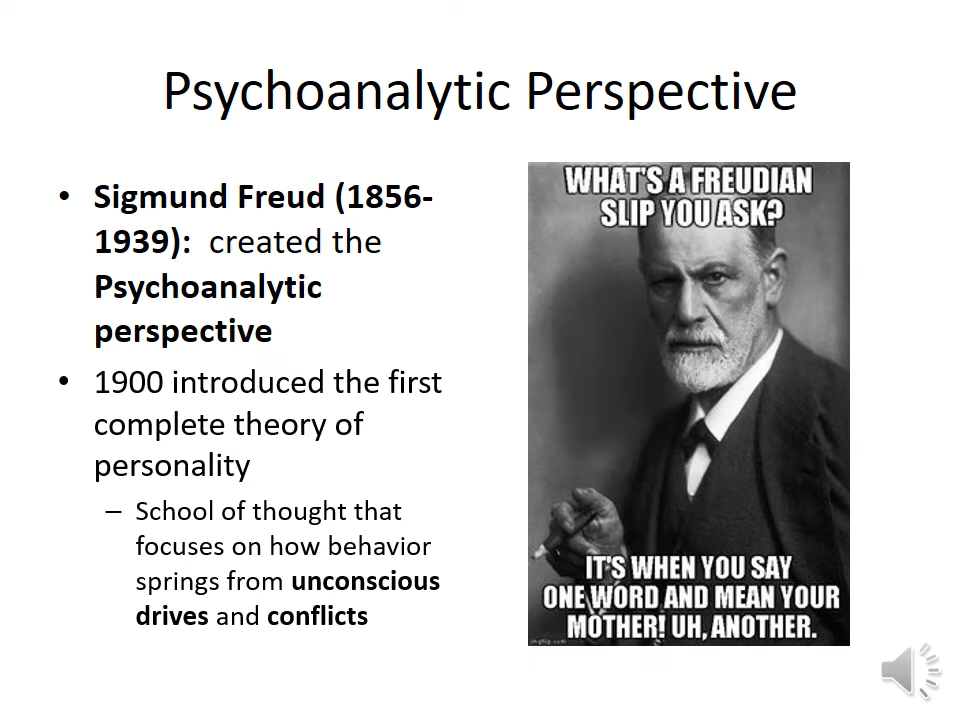 Psychoanalytic Perspective
• Sigmund Freud (1856-
1939): created the
Psychoanalytic
perspective
• 1900 introduced the first
complete theory of
personality
– School of thought that
focuses on how behavior
springs from unconscious
drives and conflicts
WHAT'S A FREUDIAN
SLIP YOU ASK?
IT'S WHEN YOU SAY
ONE WORD AND MEAN YOUR
MOTHER! UH, ANOTHER.
imgflip.com